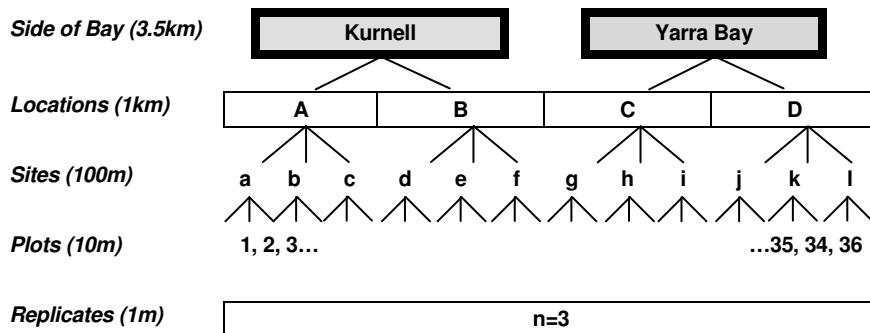 Side of Bay (3.5km) Kurnell Yarra Bay
Locations (1km) A B C D
Sites (100m) a b c d e f g h i j k l
Plots (10m) 1, 2, 3... ...35, 34, 36
Replicates (1m) n=3